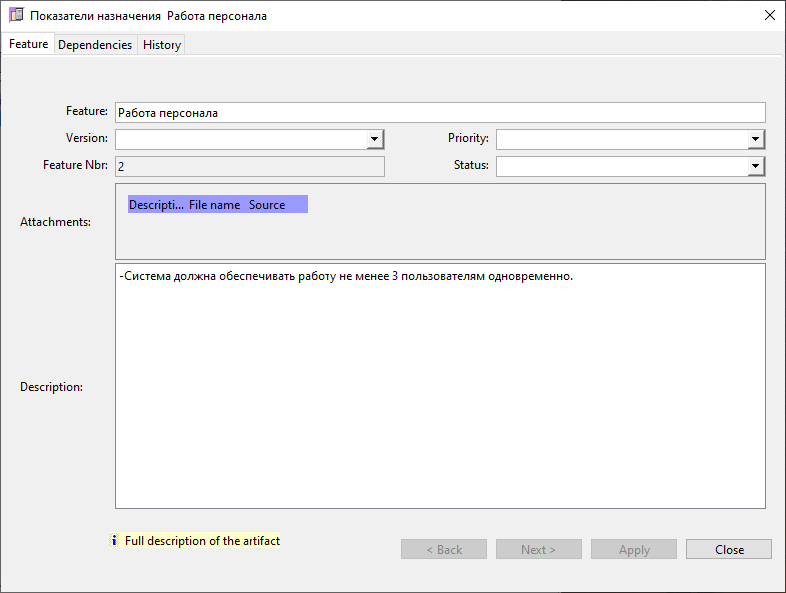 Показатели назначения Работа персонала
Feature Dependencies History
Feature: Работа персонала
Version: Priority:
Feature Nbr: 2 Status:
Attachments: Descripti... File name Source
-Система должна обеспечивать работу не менее 3 пользователям одновременно.
Description:
Full description of the artifact
< Back Next > Apply Close